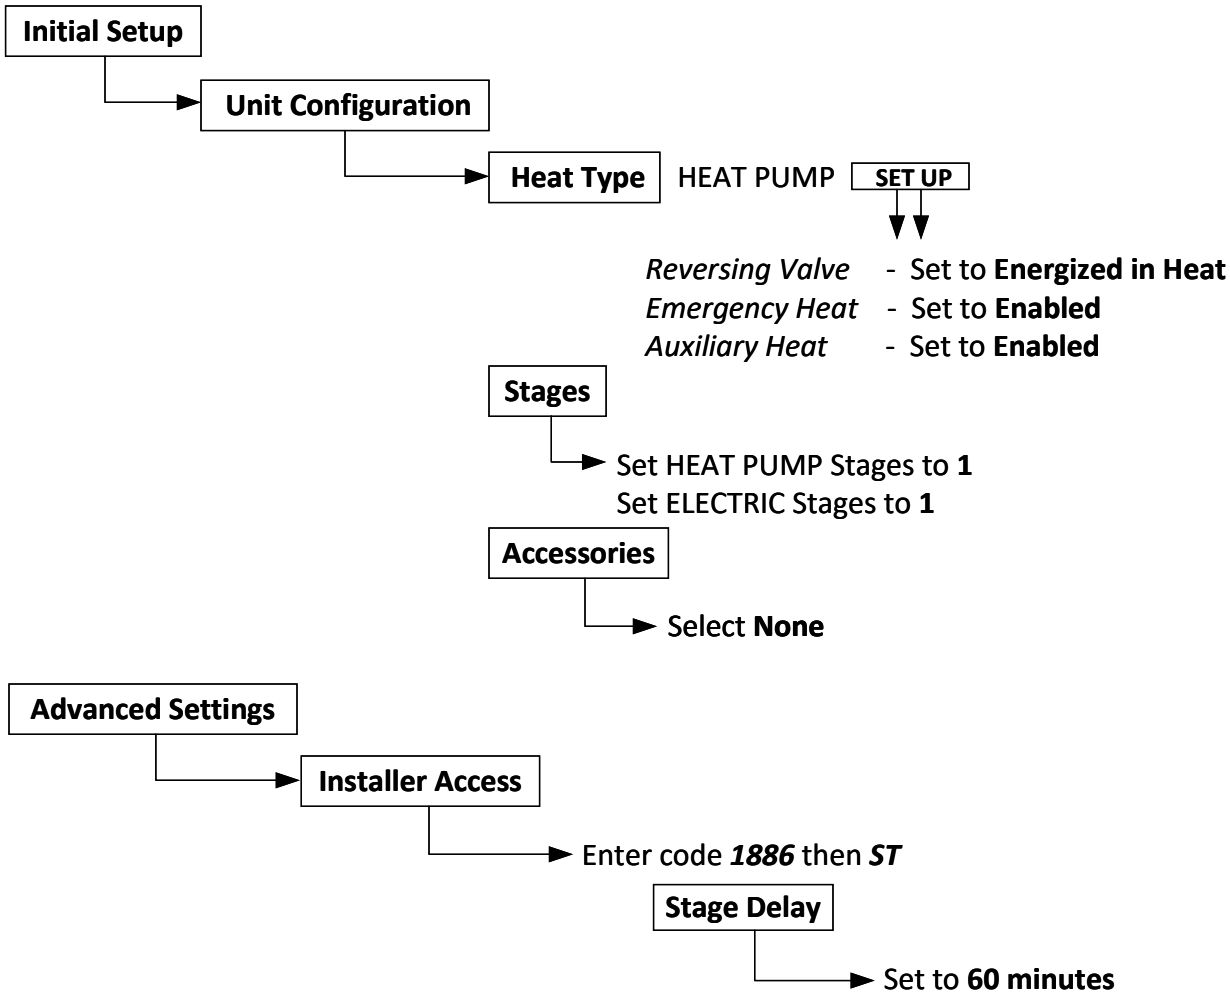 Initial Setup
Unit Configuration
Heat Type HEAT PUMP SET UP
Reversing Valve - Set to Energized in Heat
Emergency Heat - Set to Enabled
Auxiliary Heat - Set to Enabled
Stages
Set HEAT PUMP Stages to 1
Set ELECTRIC Stages to 1
Accessories
Select None
Advanced Settings
Installer Access
Enter code 1886 then ST
Stage Delay
Set to 60 minutes